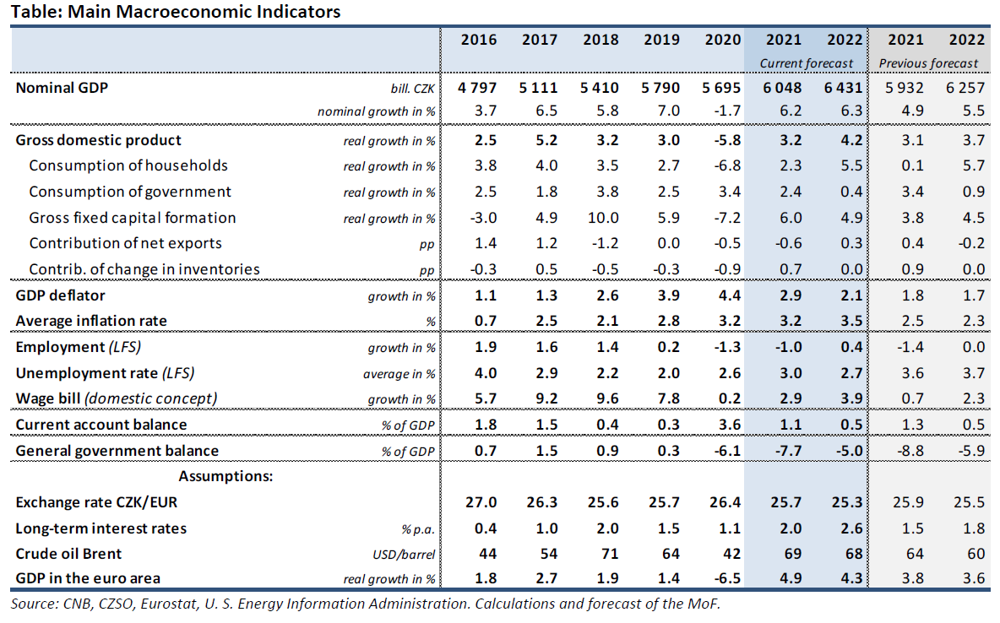 Table: Main Macroeconomic Indicators
2016 2017 2018 2019 2020 2021 2022 2021 2022
Current forecast Previous forecast
Nominal GDP bill. CZK 4 797 5 111 5 410 5 790 5 695 6 048 6 431 5 932 6 257
nominal growth in % 3.7 6.5 5.8 7.0 -1.7 6.2 6.3 4.9 5.5
Gross domestic product real growth in % 2.5 5.2 3.2 3.0 -5.8 3.2 4.2 3.1 3.7
Consumption of households real growth in % 3.8 4.0 3.5 2.7 -6.8 2.3 5.5 0.1 5.7
Consumption of government real growth in % 2.5 1.8 3.8 2.5 3.4 2.4 0.4 3.4 0.9
Gross fixed capital formation real growth in % -3.0 4.9 10.0 5.9 -7.2 6.0 4.9 3.8 4.5
Contribution of net exports pp 1.4 1.2 -1.2 0.0 -0.5 -0.6 0.3 0.4 -0.2
Contrib. of change in inventories pp -0.3 0.5 -0.5 -0.3 -0.9 0.7 0.0 0.9 0.0
GDP deflator growth in % 1.1 1.3 2.6 3.9 4.4 2.9 2.1 1.8 1.7
Average inflation rate % 0.7 2.5 2.1 2.8 3.2 3.2 3.5 2.5 2.3
Employment (LFS) growth in % 1.9 1.6 1.4 0.2 -1.3 -1.0 0.4 -1.4 0.0
Unemployment rate (LFS) average in % 4.0 2.9 2.2 2.0 2.6 3.0 2.7 3.6 3.7
Wage bill (domestic concept) growth in % 5.7 9.2 9.6 7.8 0.2 2.9 3.9 0.7 2.3
Current account balance % of GDP 1.8 1.5 0.4 0.3 3.6 1.1 0.5 1.3 0.5
General government balance % of GDP 0.7 1.5 0.9 0.3 -6.1 -7.7 -5.0 -8.8 -5.9
Assumptions:
Exchange rate CZK/EUR 27.0 26.3 25.6 25.7 26.4 25.7 25.3 25.9 25.5
Long-term interest rates % p.a. 0.4 1.0 2.0 1.5 1.1 2.0 2.6 1.5 1.8
Crude oil Brent USD/barrel 44 54 71 64 42 69 68 64 60
GDP in the euro area real growth in % 1.8 2.7 1.9 1.4 -6.5 4.9 4.3 3.8 3.6
Source: CNB, CZSO, Eurostat, U. S. Energy Information Administration. Calculations and forecast of the MoF.